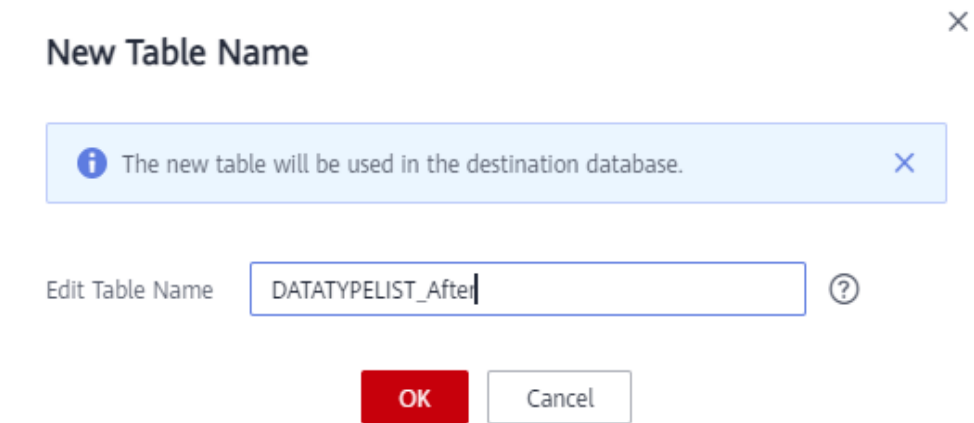 New Table Name
The new table will be used in the destination database.
Edit Table Name DATATYPELIST_After
OK Cancel